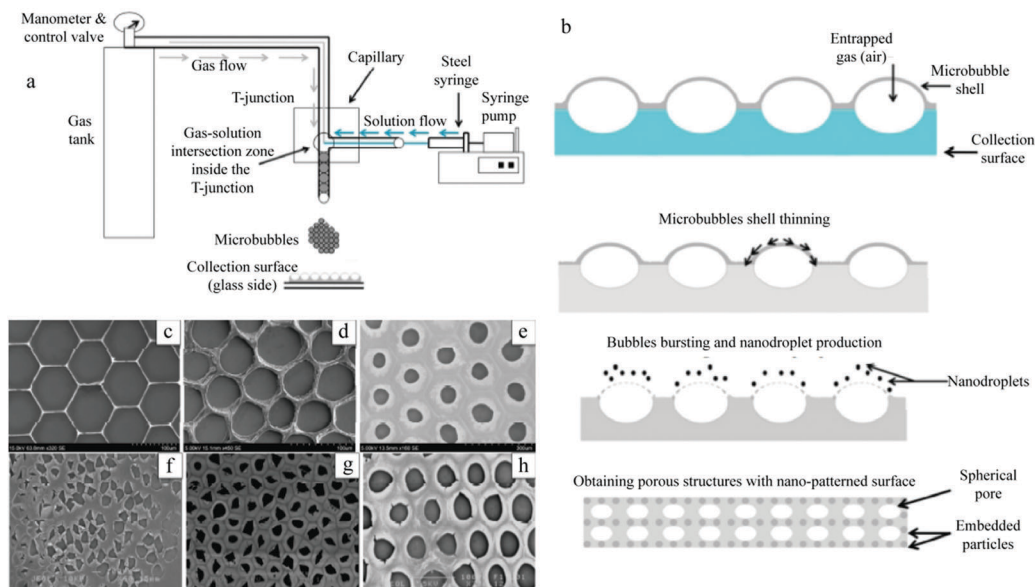 Manometer &
control valve
a
Gas flow
Gas
tank
T-junction
Capillary
Steel
syringe
Syringe
pump
Solution flow
Gas-solution
intersection zone
inside the
T-junction
Microbubbles
Collection surface
(glass side)
b
Entrapped
gas (air)
Microbubble
shell
Collection
surface
Microbubbles shell thinning
Bubbles bursting and nanodroplet production
Nanodroplets
Obtaining porous structures with nano-patterned surface
Spherical
pore
Embedded
particles
c
d
e
f
g
h